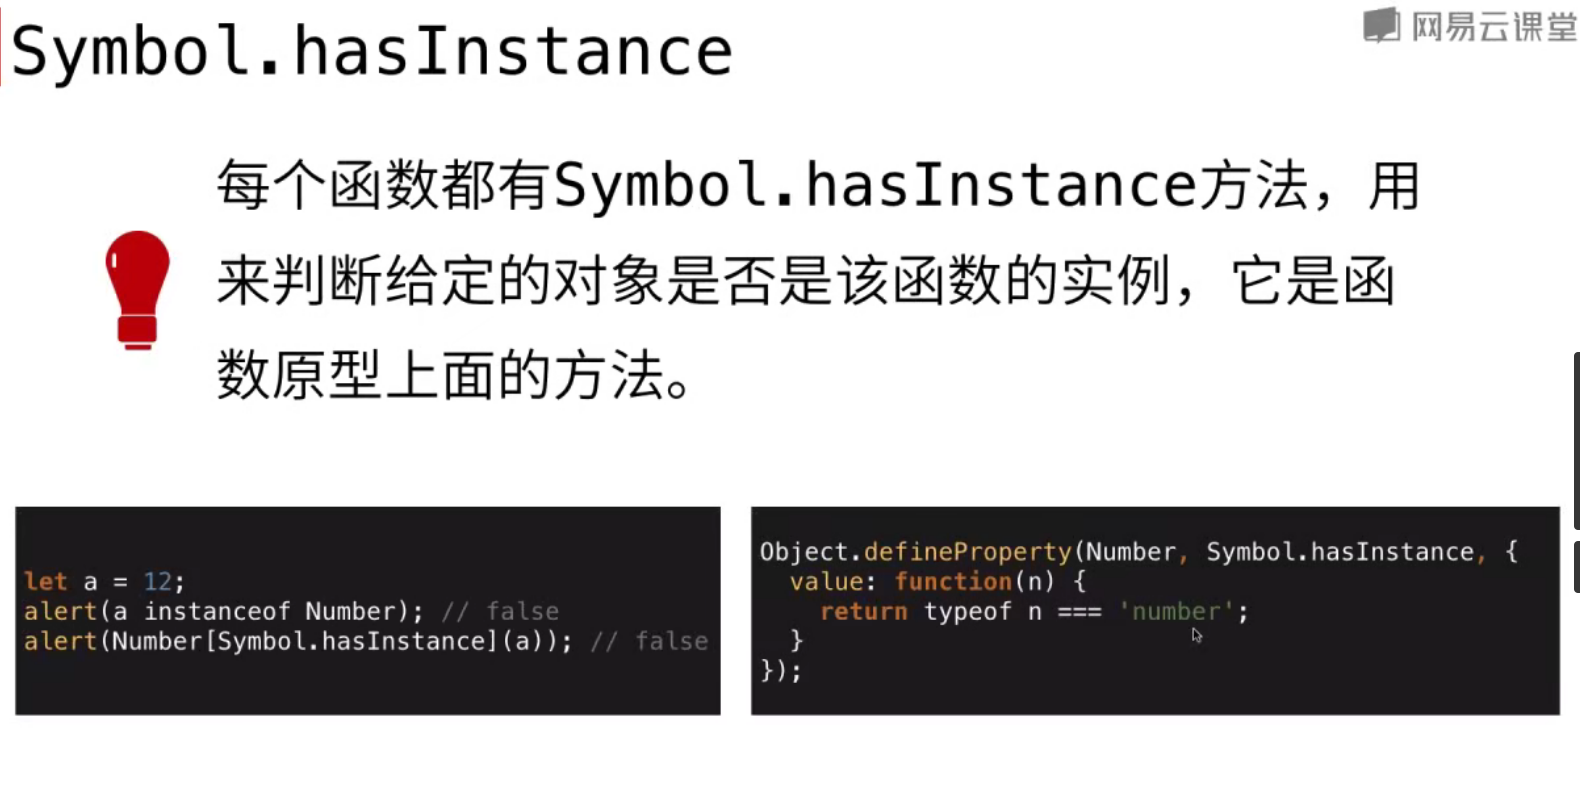 Symbol.hasInstance
网易云课堂
每个函数都有Symbol.hasInstance方法，用
来判断给定的对象是否是该函数的实例，它是函
数原型上面的方法。
let a = 12;
alert(a instanceof Number); // false
alert(Number[Symbol.hasInstance](a)); // false
Object.defineProperty(Number, Symbol.hasInstance, {
  value: function(n) {
    return typeof n === 'number';
  }
});